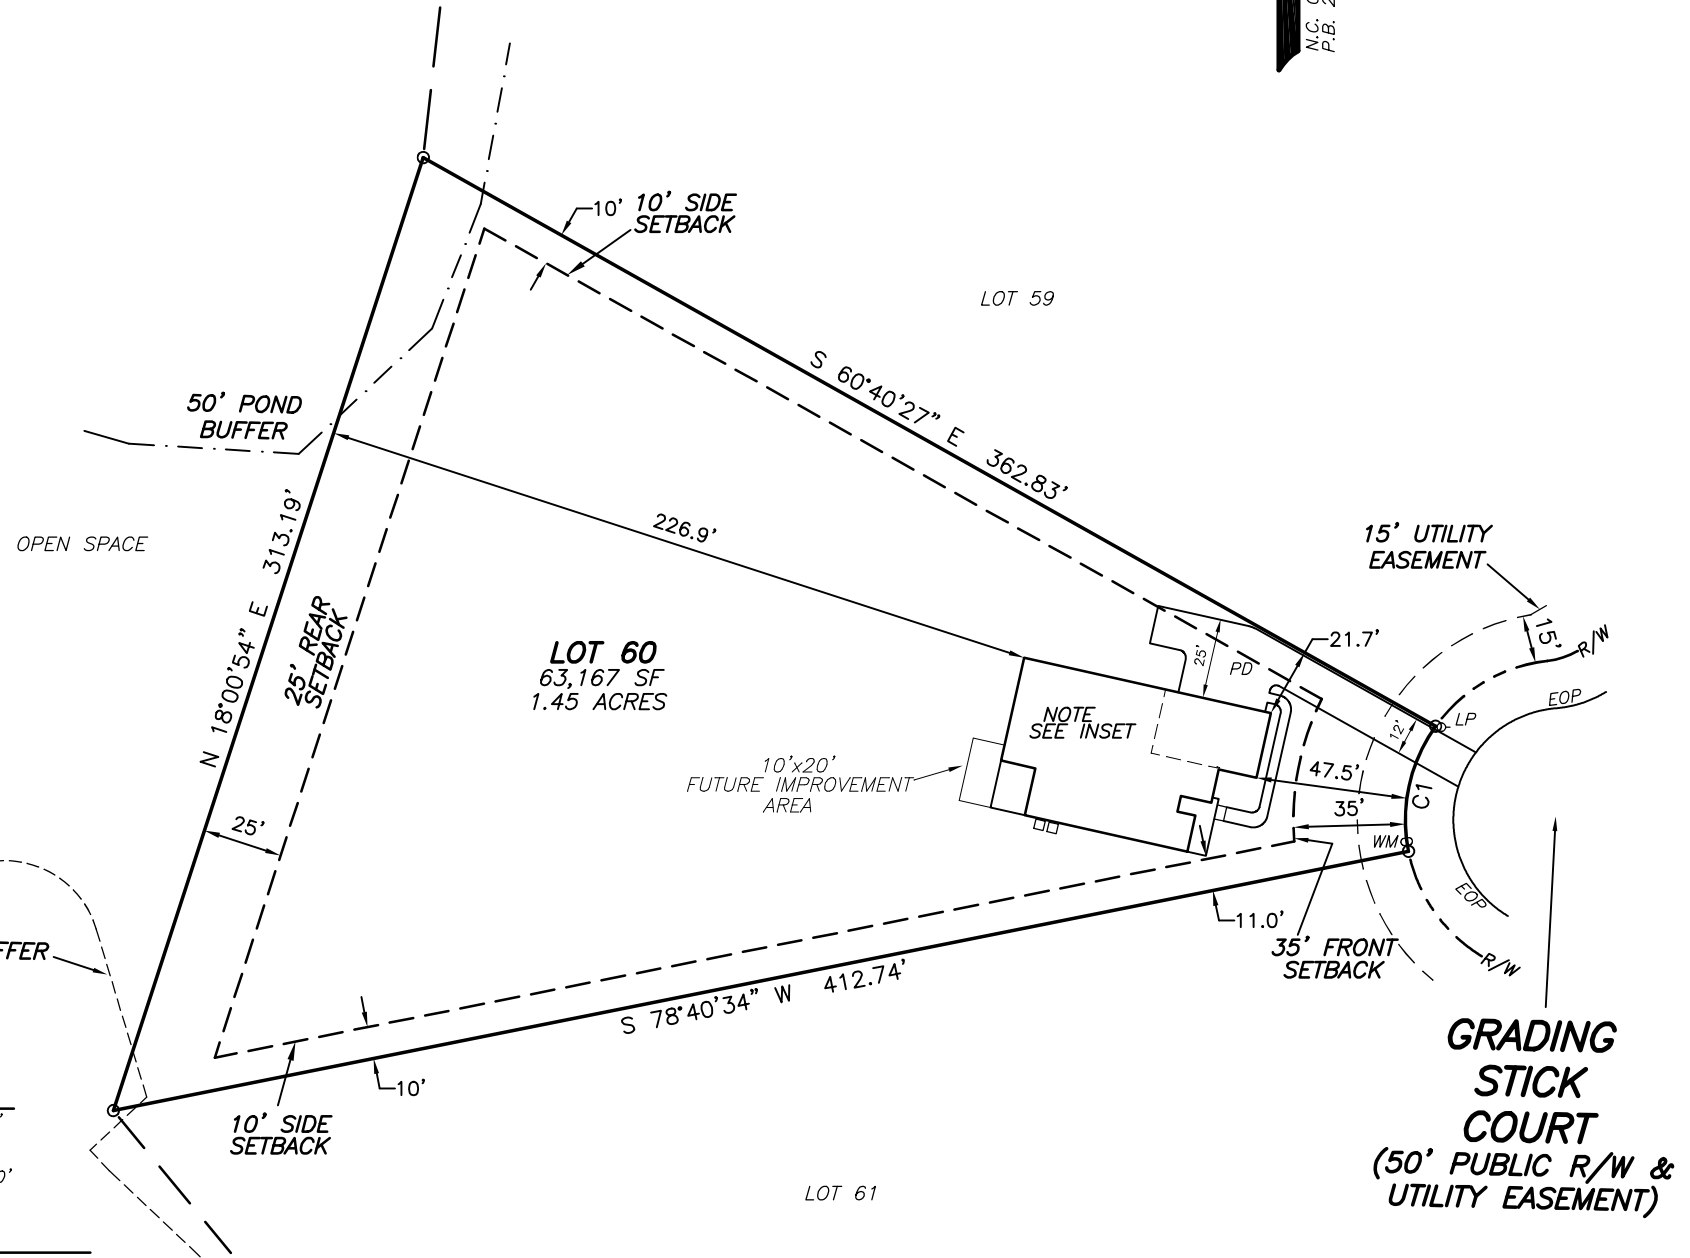 N.C.
P.B.
10' 10' SIDE
SETBACK
LOT 59
S 60°40'27" E 362.83'
50' POND
BUFFER
OPEN SPACE
N 18°00'54" E 313.19'
25' REAR
SETBACK
226.9'
15' UTILITY
EASEMENT
15'
R/W
21.7'
25'
PD
LOT 60
63,167 SF
1.45 ACRES
NOTE
SEE INSET
EOP
LP
12'
10'x20'
FUTURE IMPROVEMENT
AREA
47.5'
35'
C1
WM
25'
EOP
11.0'
35' FRONT
SETBACK
R/W
S 78°40'34" W 412.74'
10'
10' SIDE
SETBACK
GRADING
STICK
COURT
(50' PUBLIC R/W &
UTILITY EASEMENT)
LOT 61